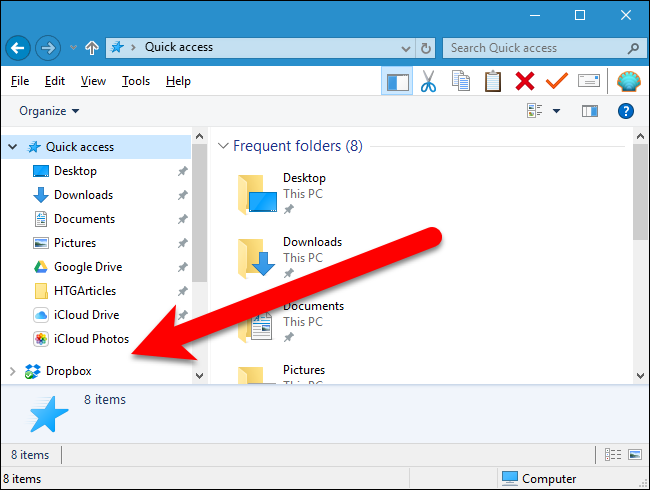 Quick access
Search Quick access
File Edit View Tools Help
Organize
Quick access
Desktop
Downloads
Documents
Pictures
Google Drive
HTGArticles
iCloud Drive
iCloud Photos
Dropbox
Frequent folders (8)
Desktop
This PC
Downloads
This PC
Documents
This PC
Pictures
This PC
8 items
8 items
8 items
Computer